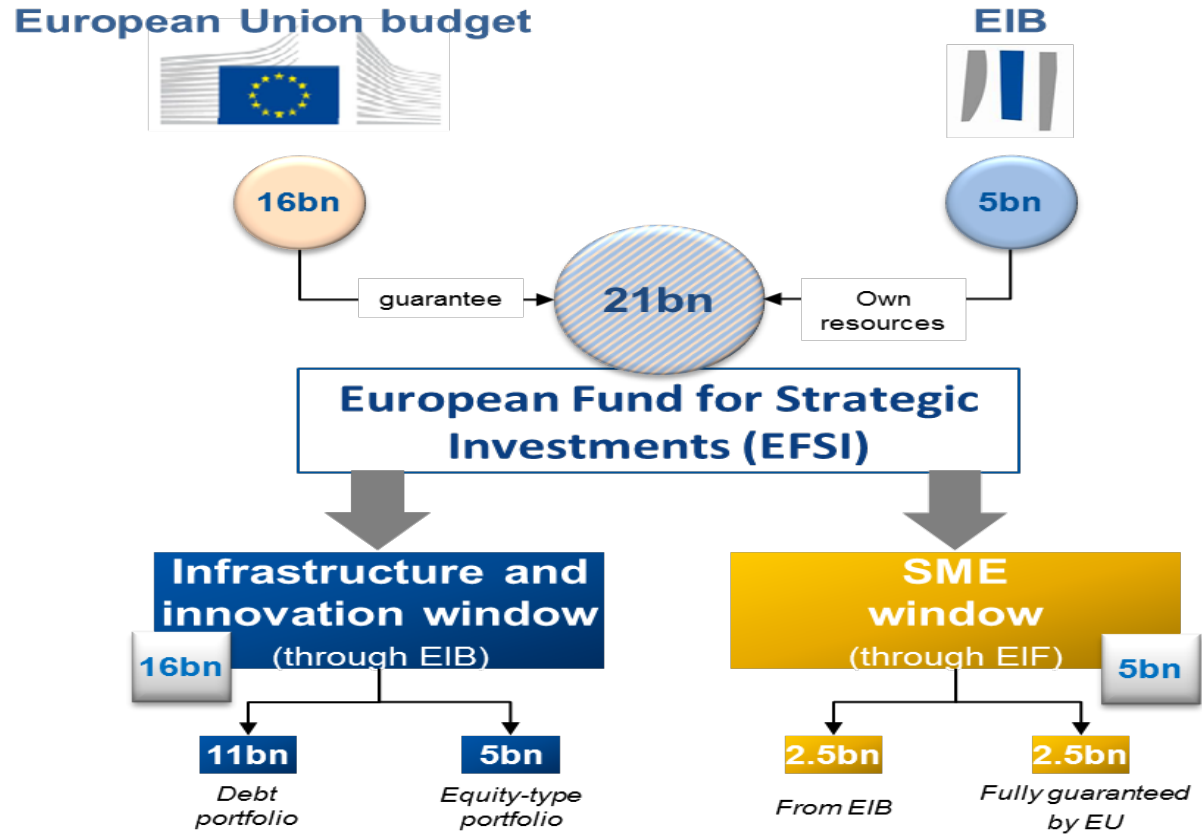 European Union budget
EIB
16bn
5bn
21bn
guarantee
Own
resources
European Fund for Strategic
Investments (EFSI)
Infrastructure and
innovation window
(through EIB)
16bn
SME
window
(through EIF)
5bn
11bn
5bn
2.5bn
2.5bn
Debt
portfolio
Equity-type
portfolio
From EIB
Fully guaranteed
by EU